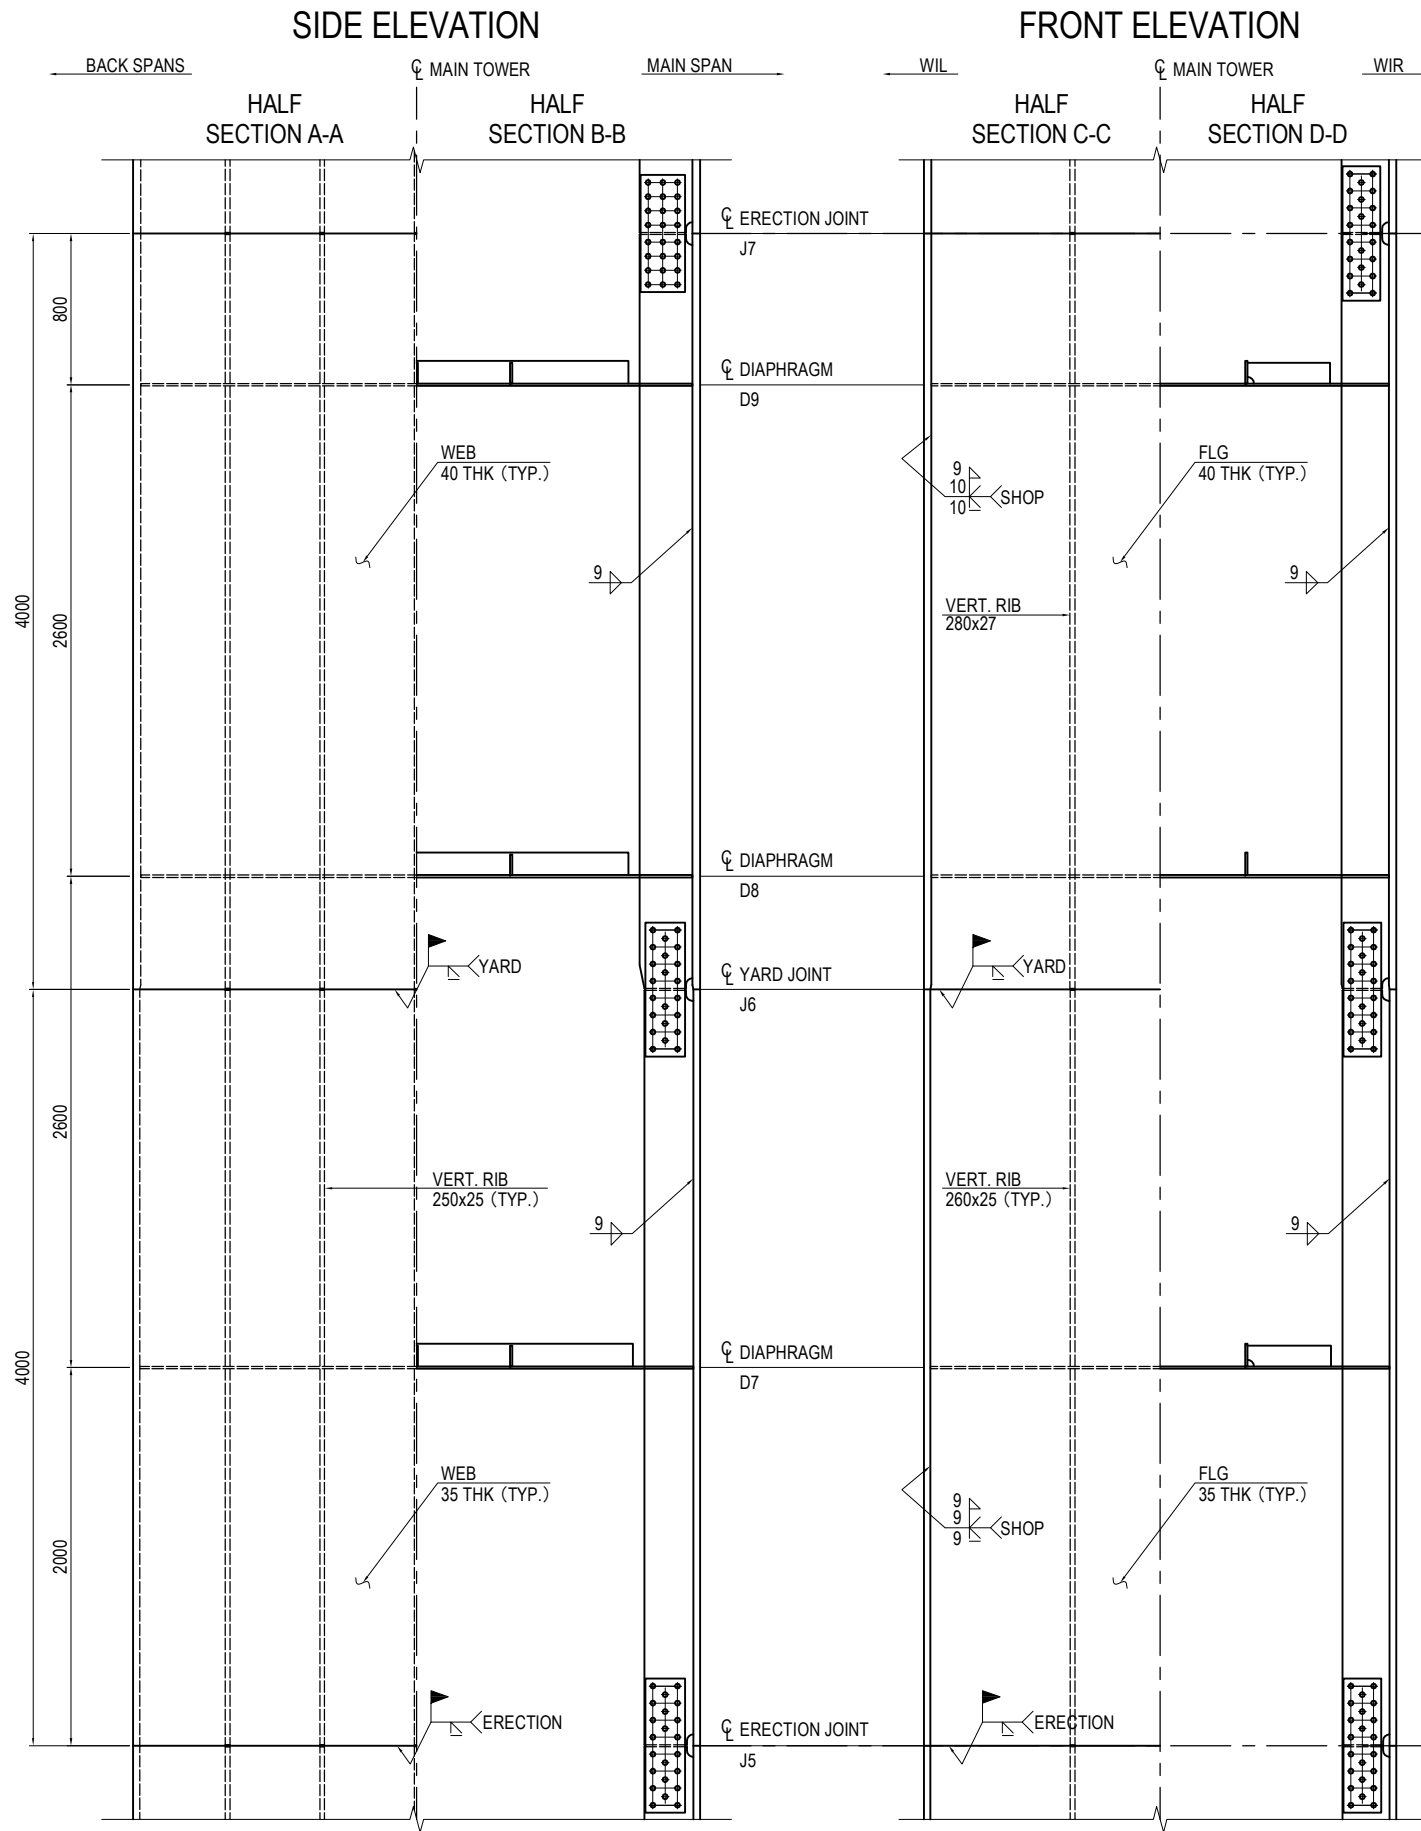 SIDE ELEVATION
FRONT ELEVATION
BACK SPANS
℄ MAIN TOWER
MAIN SPAN
WIL
℄ MAIN TOWER
WIR
HALF
SECTION A-A
HALF
SECTION B-B
HALF
SECTION C-C
HALF
SECTION D-D
℄ ERECTION JOINT
J7
800
℄ DIAPHRAGM
D9
WEB
40 THK (TYP.)
9
10
10
SHOP
FLG
40 THK (TYP.)
9
9
4000
2600
VERT. RIB
280x27
℄ DIAPHRAGM
D8
YARD
YARD
℄ YARD JOINT
J6
2600
VERT. RIB
250x25 (TYP.)
VERT. RIB
260x25 (TYP.)
9
9
4000
℄ DIAPHRAGM
D7
WEB
35 THK (TYP.)
9
9
9
SHOP
FLG
35 THK (TYP.)
2000
ERECTION
ERECTION
℄ ERECTION JOINT
J5